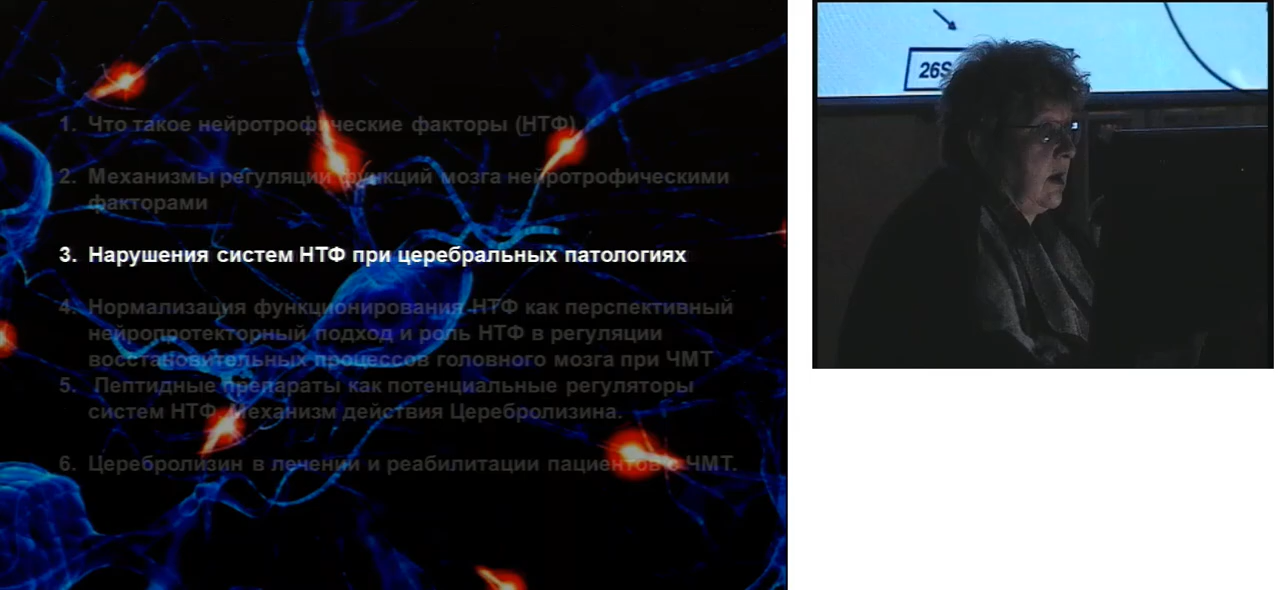 1. Что такое нейротрофические факторы (НТФ)
2. Механизмы регуляции функций мозга нейротрофическими
факторами
3. Нарушения систем НТФ при церебральных патологиях
4. Нормализация функционирования НТФ как перспективный
нейропротекторный подход и роль НТФ в регуляции
восстановительных процессов головного мозга при ЧМТ
5. Пептидные препараты как потенциальные регуляторы
систем НТФ. Механизм действия Церебролизина.
6. Церебролизин в лечении и реабилитации пациентов с ЧМТ.
26S